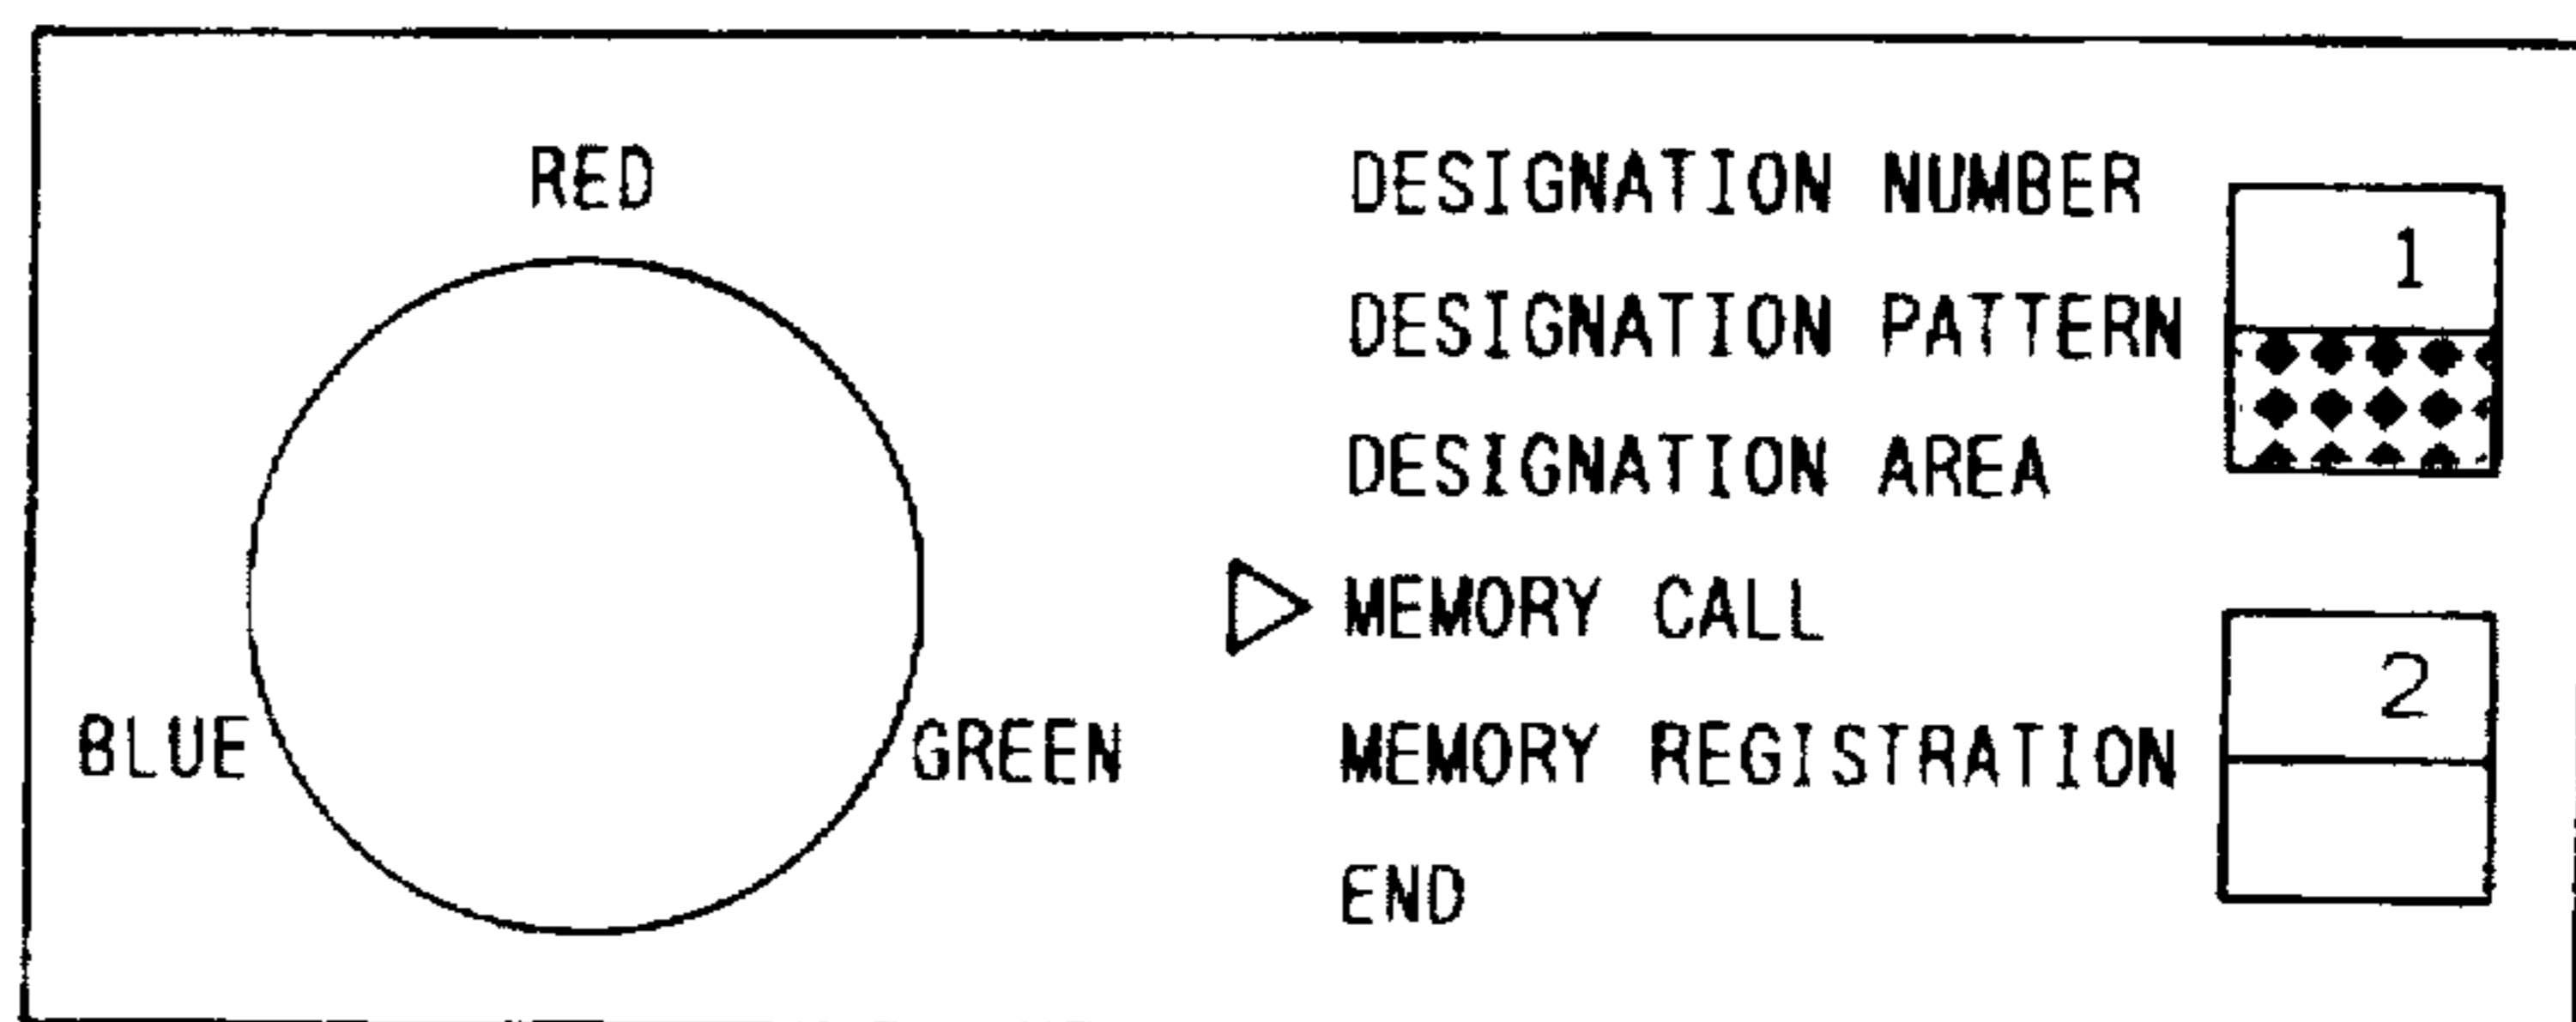 RED
BLUE
GREEN
DESIGNATION NUMBER 1
DESIGNATION PATTERN
DESIGNATION AREA
MEMORY CALL
2
MEMORY REGISTRATION
END